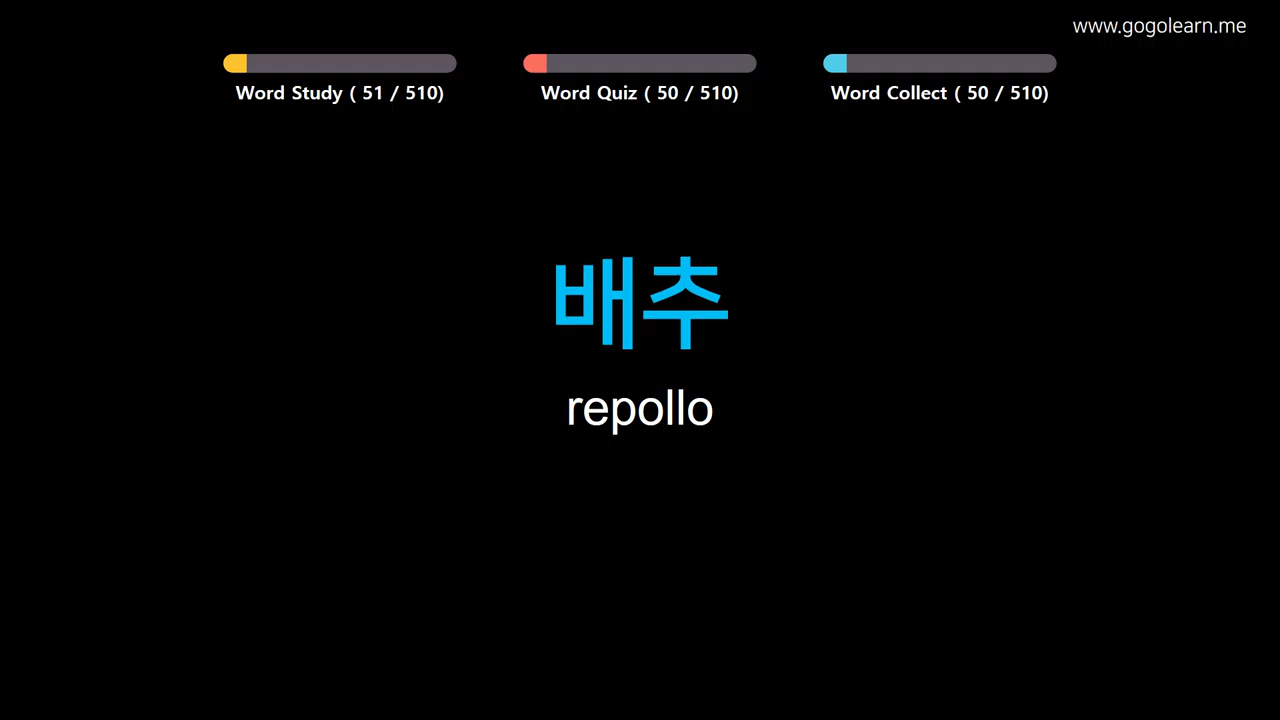 www.gogolearn.me
Word Study ( 51 / 510)
Word Quiz ( 50 / 510)
Word Collect ( 50 / 510)
배추
repollo